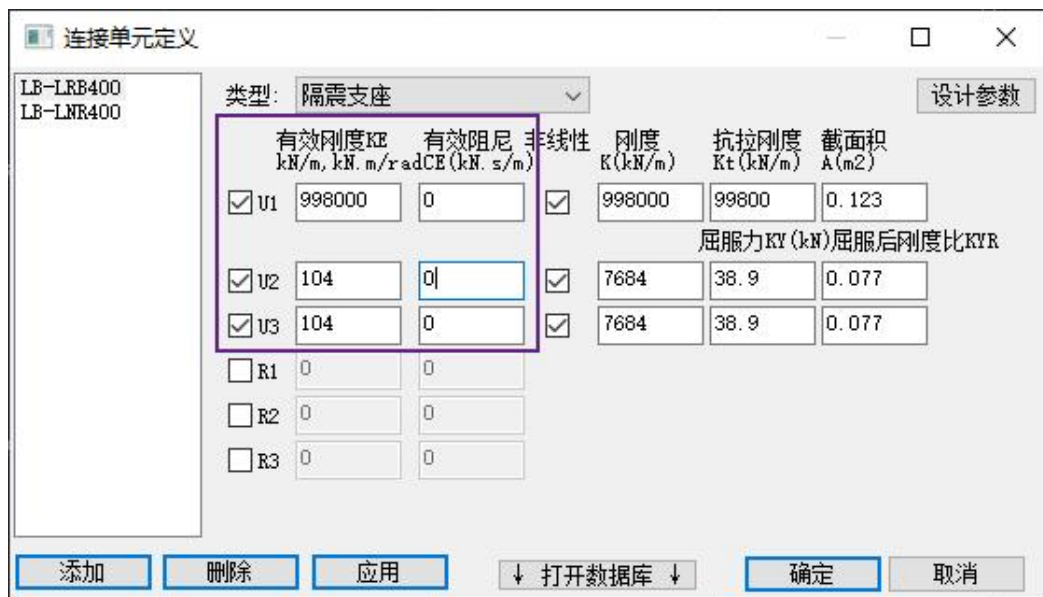 连接单元定义
LB-LRB400
LB-LNR400
类型: 隔震支座
设计参数
有效刚度KE 有效阻尼 非线性 刚度 抗拉刚度 截面积
kN/m,kN.m/radCE(kN.s/m) K(kN/m) Kt(kN/m) A(m2)
U1 998000 0 998000 99800 0.123
屈服力KY(kN)屈服后刚度比KYR
U2 104 0 7684 38.9 0.077
U3 104 0 7684 38.9 0.077
R1 0 0
R2 0 0
R3 0 0
添加 删除 应用 ↓ 打开数据库 ↓ 确定 取消